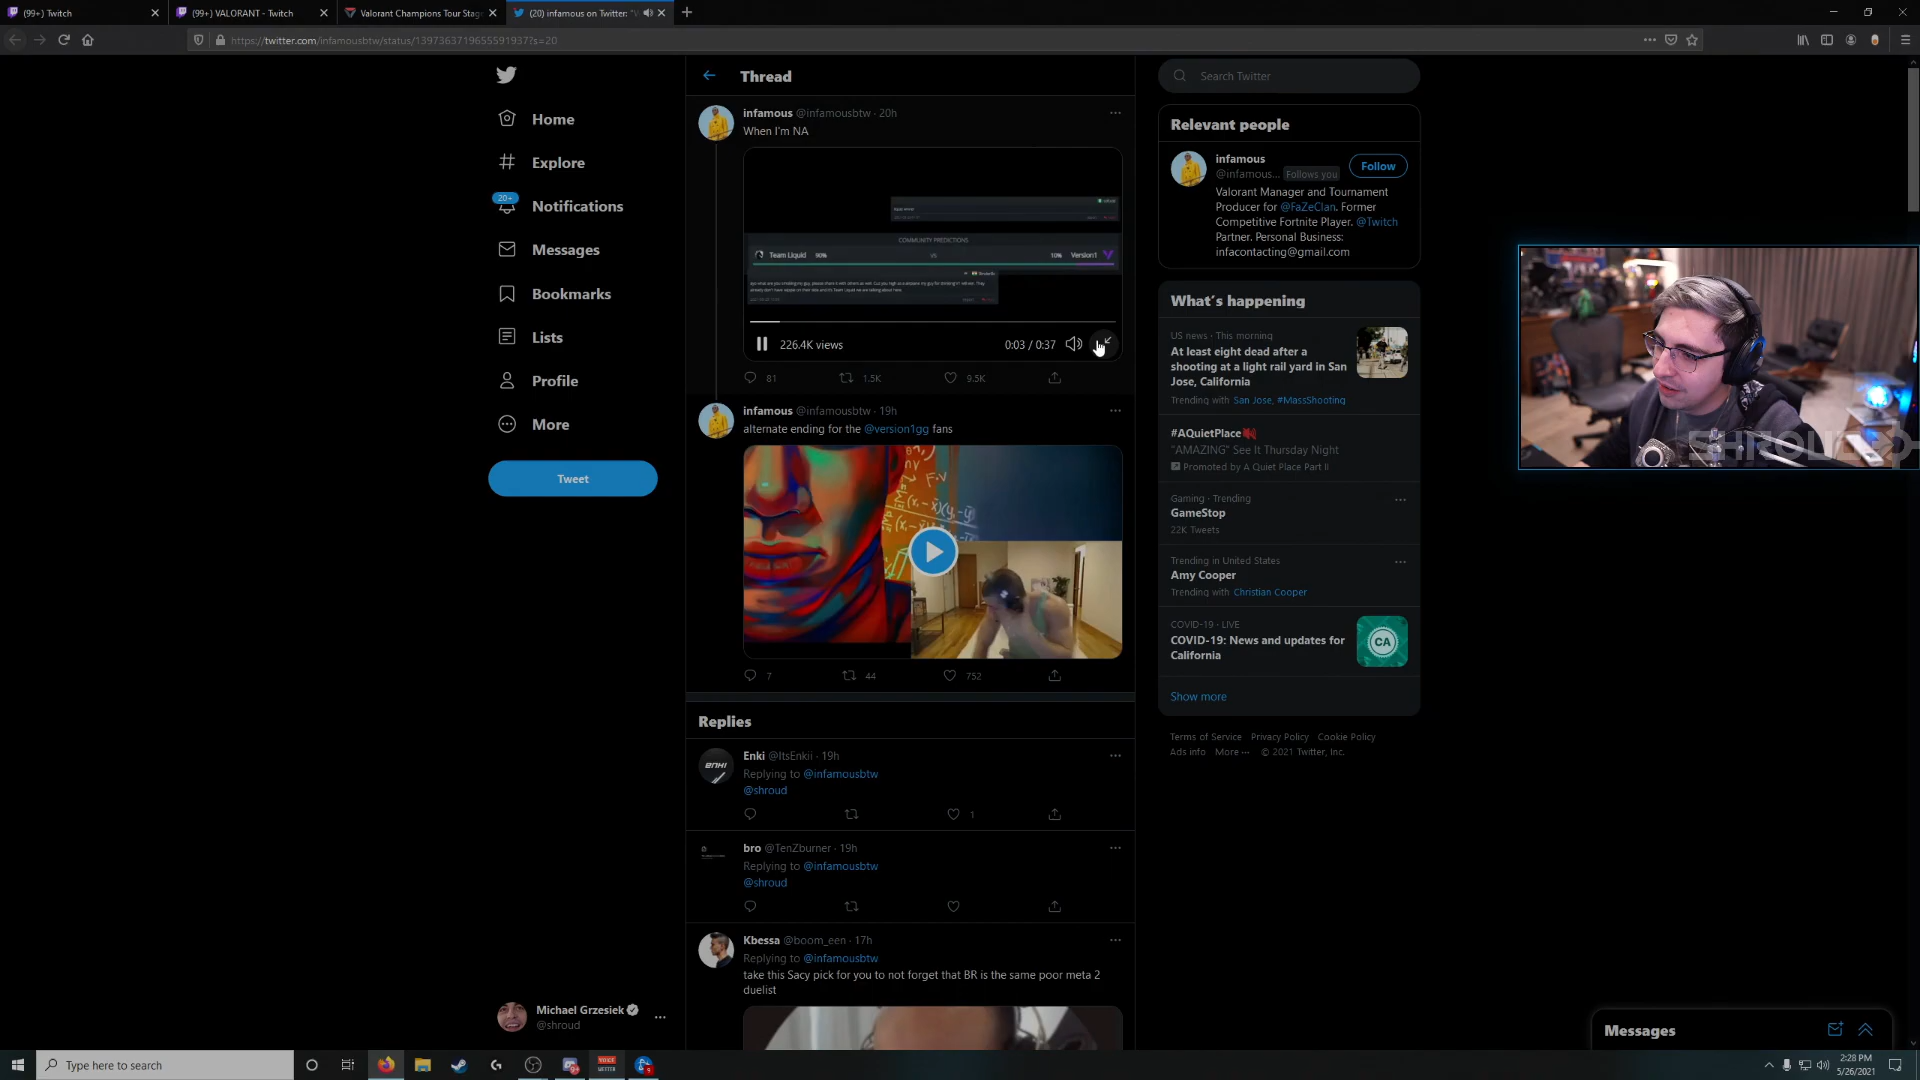 (99+) Twitch
(99+) VALORANT - Twitch
Valorant Champions Tour Stag
(20) infamous on Twitter: "V
https://twitter.com/infamousbtw/status/1397363719655591937?s=20
Thread
Search Twitter
Home
Explore
20+
Notifications
Messages
Bookmarks
Lists
Profile
More
Tweet
Michael Grzesiek
@shroud
infamous @infamousbtw · 20h
When I'm NA
COMMUNITY PREDICTIONS
Team Liquid 90% VS 10% Version1
226.4K views
0:03 / 0:37
81 1.5K 9.5K
infamous @infamousbtw · 19h
alternate ending for the @version1gg fans
7 44 752
Replies
Enki @ItsEnkii · 19h
Replying to @infamousbtw
@shroud
1
bro @TenZburner · 19h
Replying to @infamousbtw
@shroud
Kbessa @boom_een · 17h
Replying to @infamousbtw
take this Sacy pick for you to not forget that BR is the same poor meta 2
duelist
Relevant people
infamous
@infamous... Follows you
Follow
Valorant Manager and Tournament
Producer for @FaZeClan. Former
Competitive Fortnite Player. @Twitch
Partner. Personal Business:
infacontacting@gmail.com
What's happening
US news · This morning
At least eight dead after a
shooting at a light rail yard in San
Jose, California
Trending with San Jose, #MassShooting
#AQuietPlace
"AMAZING" See It Thursday Night
Promoted by A Quiet Place Part II
Gaming · Trending
GameStop
22K Tweets
Trending in United States
Amy Cooper
Trending with Christian Cooper
COVID-19 · LIVE
COVID-19: News and updates for
California
CA
Show more
Terms of Service Privacy Policy Cookie Policy
Ads info More ··· © 2021 Twitter, Inc.
SHROUD
Messages
Type here to search
2:28 PM
5/26/2021